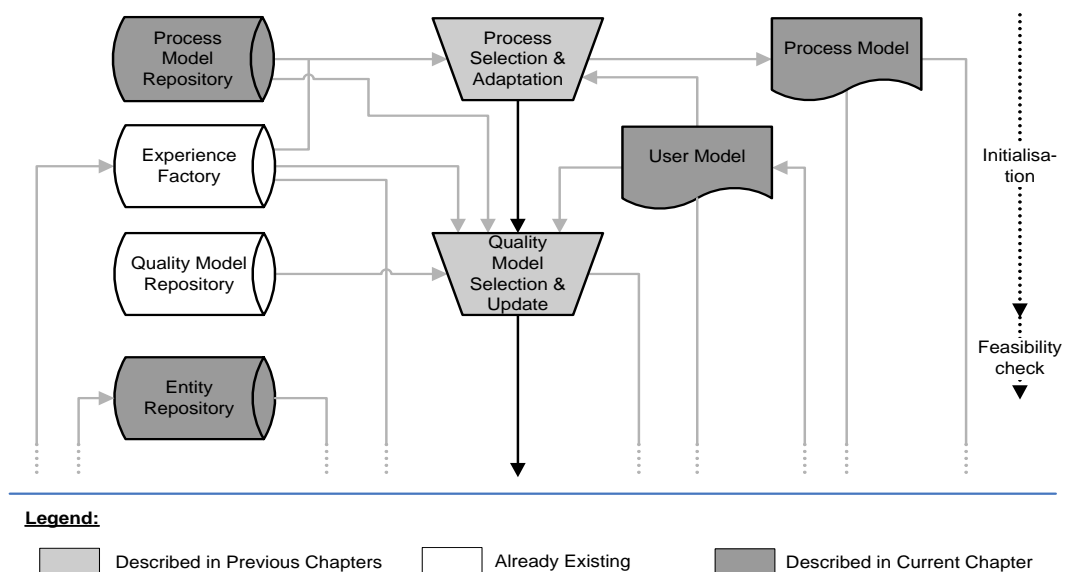 Process
Model
Repository
Process
Selection &
Adaptation
Process Model
Experience
Factory
User Model
Initialisa-
tion
Quality Model
Repository
Quality
Model
Selection &
Update
Feasibility
check
Entity
Repository
Legend:
Described in Previous Chapters
Already Existing
Described in Current Chapter